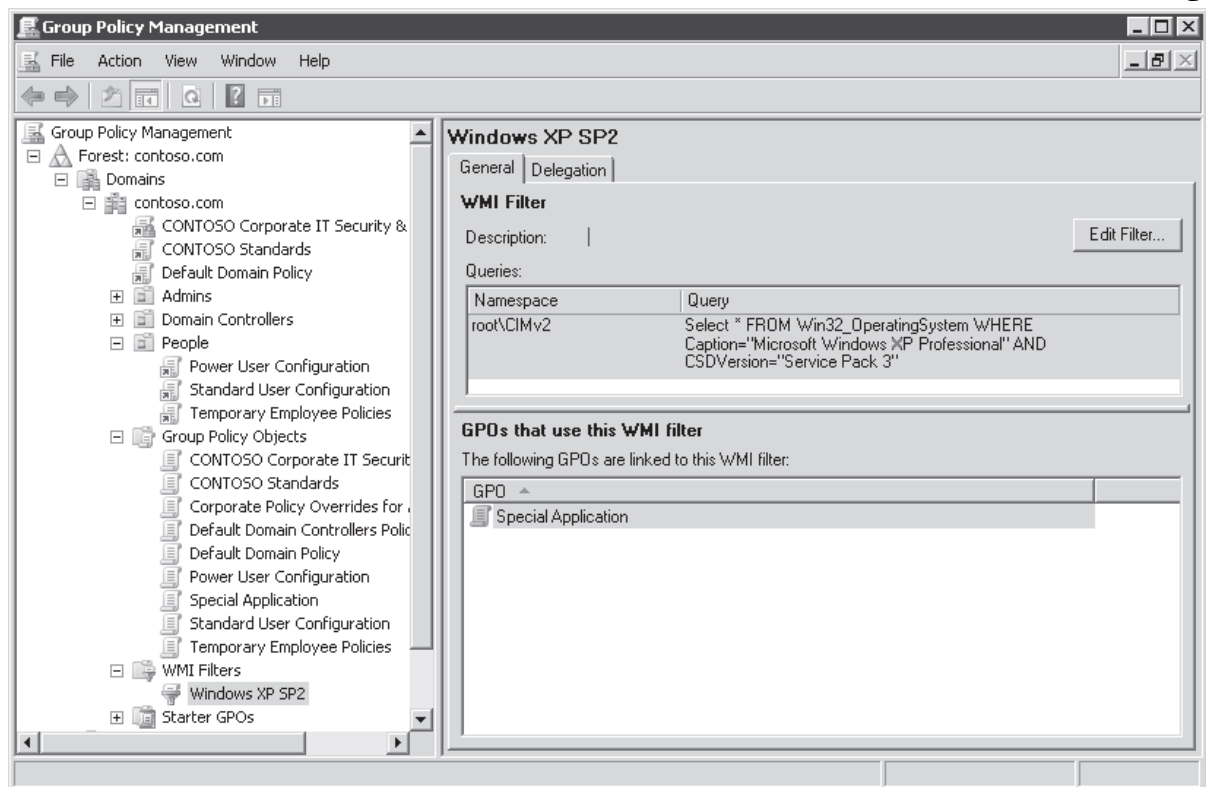 Group Policy Management
File Action View Window Help
Group Policy Management
Forest: contoso.com
Domains
contoso.com
CONTOSO Corporate IT Security &
CONTOSO Standards
Default Domain Policy
Admins
Domain Controllers
People
Power User Configuration
Standard User Configuration
Temporary Employee Policies
Group Policy Objects
CONTOSO Corporate IT Securit
CONTOSO Standards
Corporate Policy Overrides for
Default Domain Controllers Polic
Default Domain Policy
Power User Configuration
Special Application
Standard User Configuration
Temporary Employee Policies
WMI Filters
Windows XP SP2
Starter GPOs
Windows XP SP2
General Delegation
WMI Filter
Description:
Edit Filter...
Queries:
Namespace Query
root\CIMv2 Select * FROM Win32_OperatingSystem WHERE
Caption="Microsoft Windows XP Professional" AND
CSDVersion="Service Pack 3"
GPOs that use this WMI filter
The following GPOs are linked to this WMI filter:
GPO
Special Application